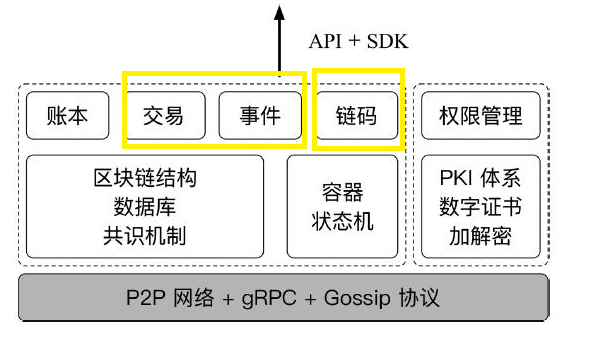 API + SDK
账本
交易
事件
链码
权限管理
区块链结构
数据库
共识机制
容器
状态机
PKI 体系
数字证书
加解密
P2P 网络 + gRPC + Gossip 协议